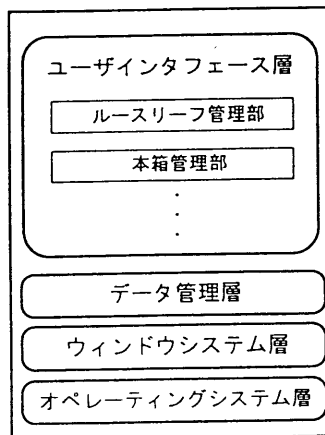 ユーザインタフェース層
ルースリーフ管理部
本箱管理部
データ管理層
ウィンドウシステム層
オペレーティングシステム層